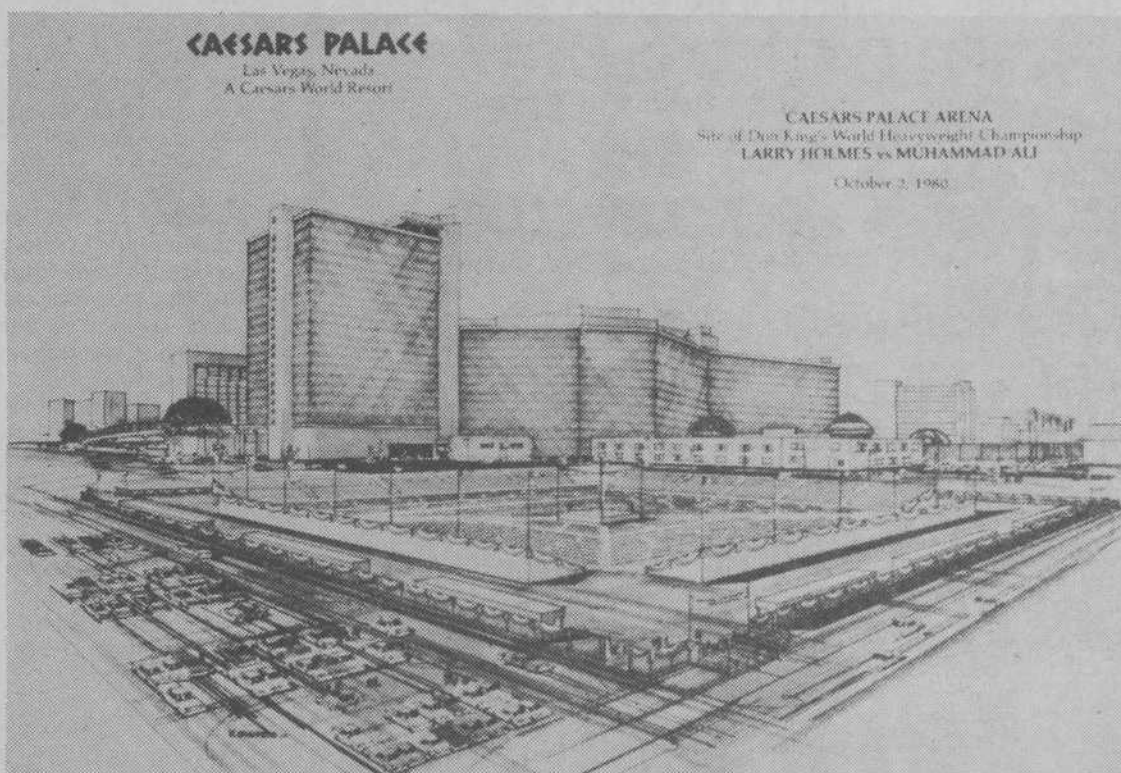 CAESARS PALACE
Las Vegas, Nevada
A Caesars World Resort
CAESARS PALACE ARENA
Site of Don King's World Heavyweight Championship
LARRY HOLMES vs MUHAMMAD ALI
October 2, 1980